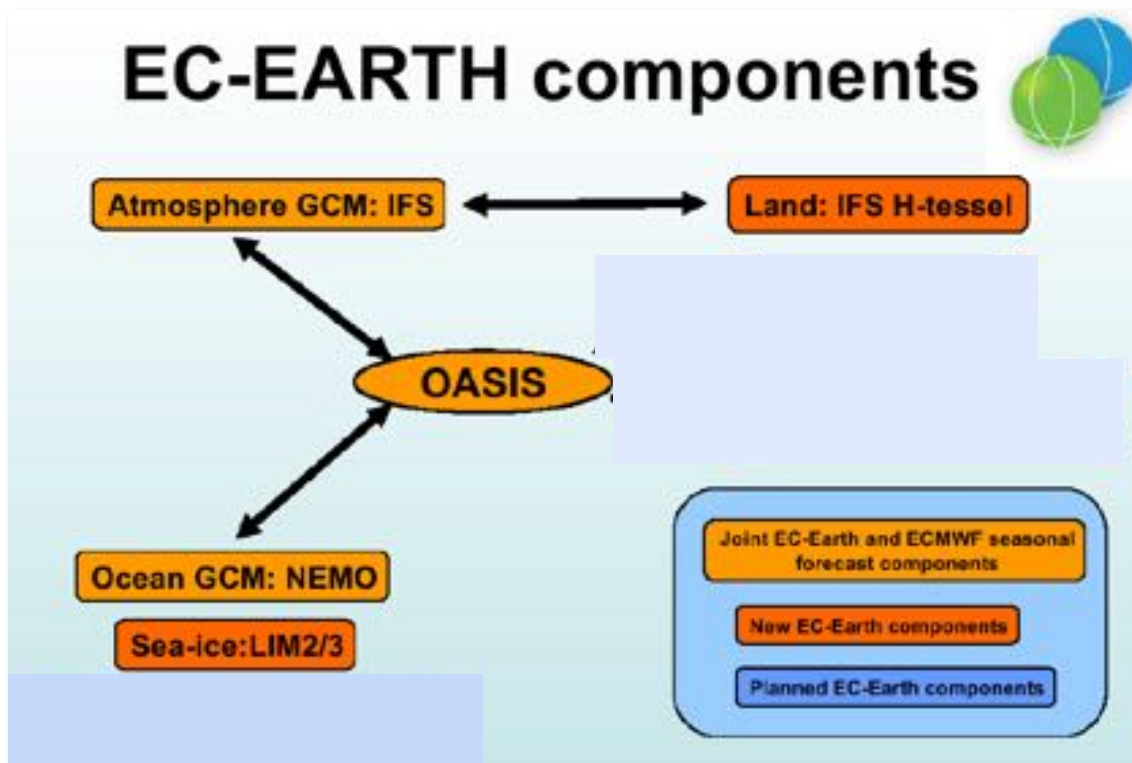 EC-EARTH components
Atmosphere GCM: IFS
Land: IFS H-tessel
OASIS
Ocean GCM: NEMO
Sea-ice:LIM2/3
Joint EC-Earth and ECMWF seasonal
forecast components
New EC-Earth components
Planned EC-Earth components